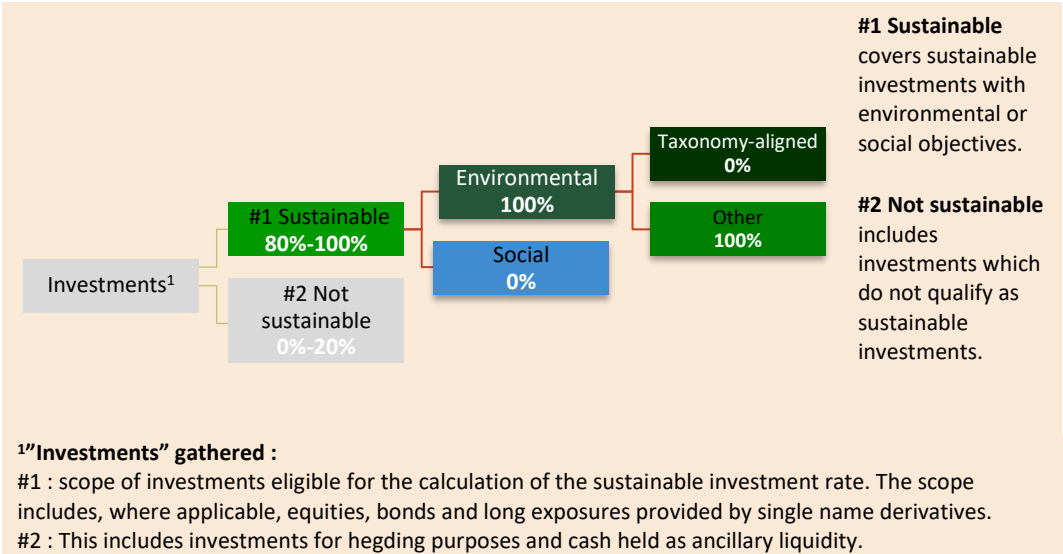 #1 Sustainable
covers sustainable
investments with
environmental or
social objectives.
#2 Not sustainable
includes
investments which
do not qualify as
sustainable
investments.
Investments¹
#1 Sustainable
80%-100%
#2 Not
sustainable
0%-20%
Environmental
100%
Social
0%
Taxonomy-aligned
0%
Other
100%
¹”Investments” gathered :
#1 : scope of investments eligible for the calculation of the sustainable investment rate. The scope
includes, where applicable, equities, bonds and long exposures provided by single name derivatives.
#2 : This includes investments for hegding purposes and cash held as ancillary liquidity.